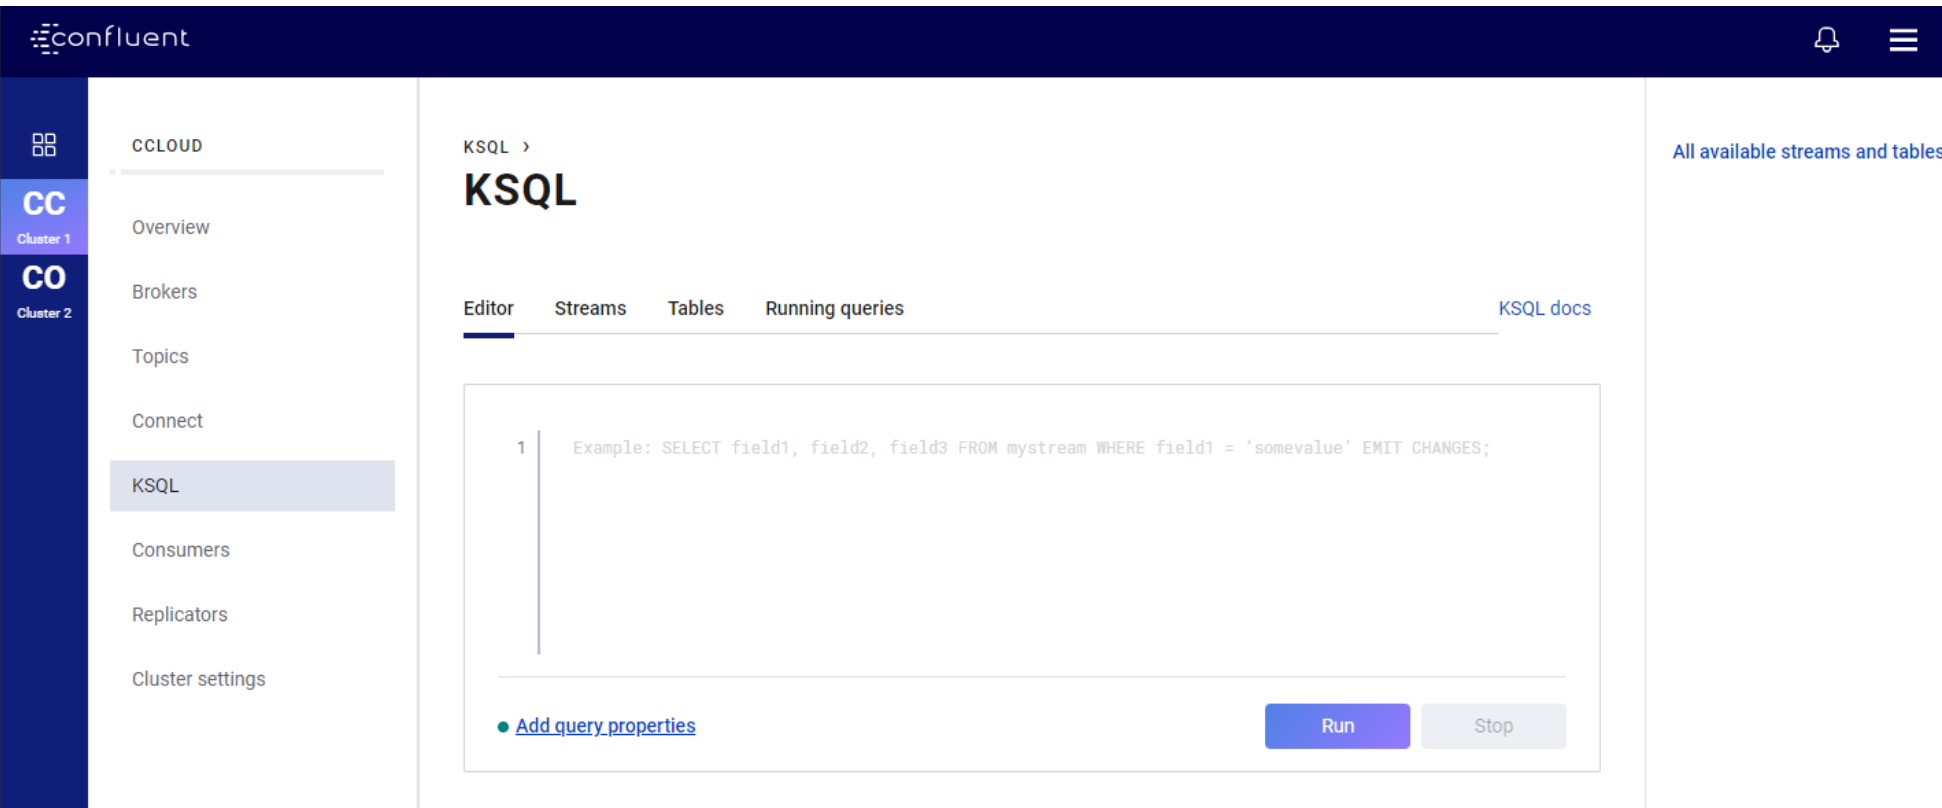 confluent
CC
Cluster 1
CO
Cluster 2
CCLOUD
Overview
Brokers
Topics
Connect
KSQL
Consumers
Replicators
Cluster settings
KSQL ›
KSQL
Editor Streams Tables Running queries KSQL docs
1 Example: SELECT field1, field2, field3 FROM mystream WHERE field1 = ‘somevalue’ EMIT CHANGES;
Add query properties Run Stop
All available streams and tables